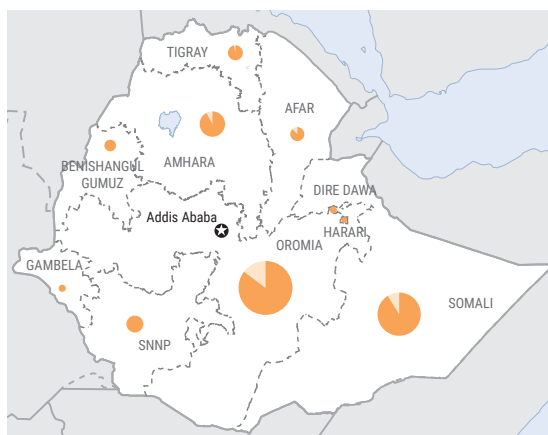 TIGRAY
AFAR
AMHARA
BENISHANGUL
GUMUZ
DIRE DAWA
Addis Ababa
HARARI
OROMIA
GAMBELA
SOMALI
SNNP